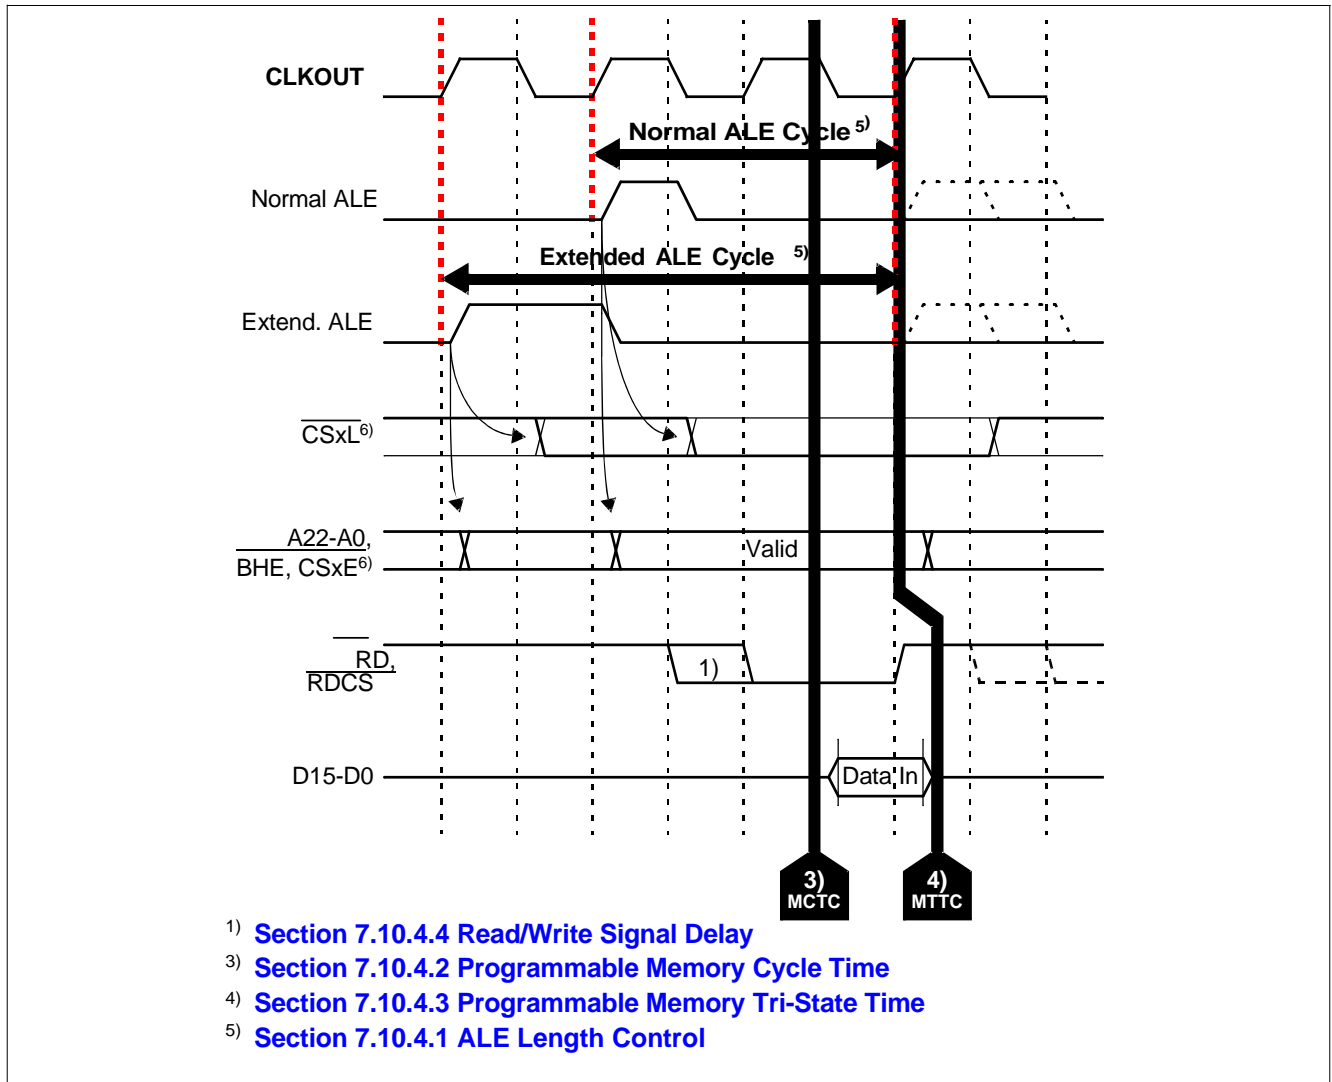 CLKOUT
Normal ALE Cycle 5)
Normal ALE
Extended ALE Cycle 5)
Extend. ALE
CSxL6)
A22-A0,
BHE, CSxE6)
Valid
RD,
RDCS
1)
D15-D0
Data In
3)
MCTC
4)
MTTC
1) Section 7.10.4.4 Read/Write Signal Delay
3) Section 7.10.4.2 Programmable Memory Cycle Time
4) Section 7.10.4.3 Programmable Memory Tri-State Time
5) Section 7.10.4.1 ALE Length Control